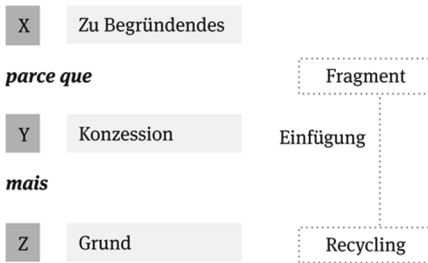 X Zu Begründendes
parce que
Fragment
Y Konzession
Einfügung
mais
Z Grund
Recycling